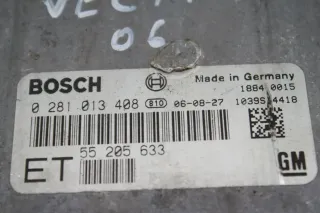 VECT
06
BOSCH
Made in Germany
0 281 013 408 810 06-08-27
1884 0015
1039S14418
ET 55 205 633
GM